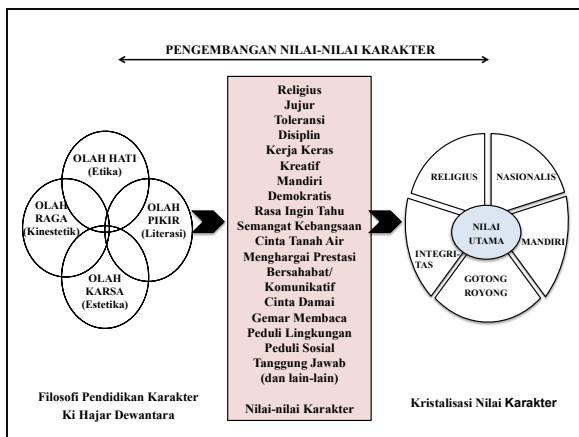 PENGEMBANGAN NILAI-NILAI KARAKTER
OLAH HATI
(Etika)
OLAH
RAGA
(Kinestetik)
OLAH
PIKIR
(Literasi)
OLAH
KARSA
(Estetika)
Filosofi Pendidikan Karakter
Ki Hajar Dewantara
Religius
Jujur
Toleransi
Disiplin
Kerja Keras
Kreatif
Mandiri
Demokratis
Rasa Ingin Tahu
Semangat Kebangsaan
Cinta Tanah Air
Menghargai Prestasi
Bersahabat/
Komunikatif
Cinta Damai
Gemar Membaca
Peduli Lingkungan
Peduli Sosial
Tanggung Jawab
(dan lain-lain)
Nilai-nilai Karakter
RELIGIUS
NASIONALIS
NILAI
UTAMA
MANDIRI
INTEGRI-
TAS
GOTONG
ROYONG
Kristalisasi Nilai Karakter